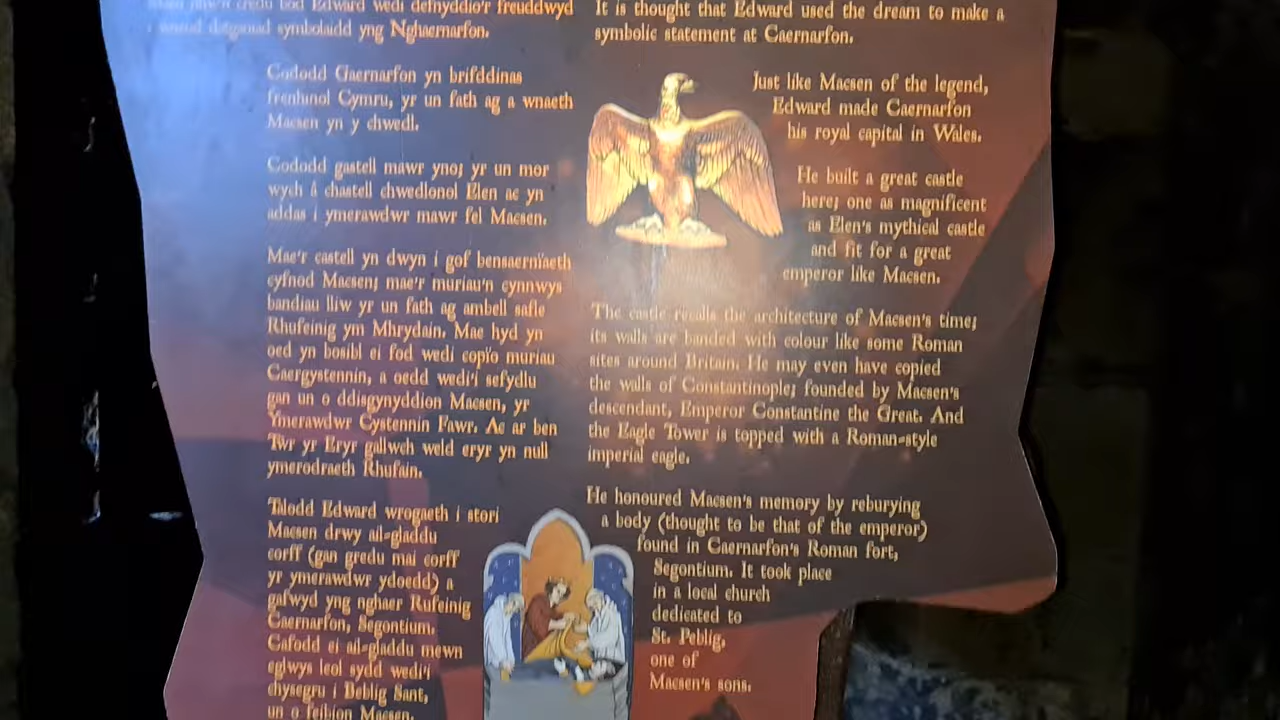 credu bod Edward wedi defnyddio'r freuddwyd
symbolaidd yng Nghaernarfon.
Cododd Gaernarfon yn brifddinas
frenhinol Cymru, yr un fath ag a wnaeth
Macsen yn y chwedl.
Cododd gastell mawr yno; yr un mor
wych â chastell chwedlonol Elen ac yn
addas i ymerawdwr mawr fel Macsen.
Mae'r castell yn dwyn i gof bensaernïaeth
cyfnod Macsen; mae'r muriau'n cynnwys
bandiau lliw yr un fath ag ambell safle
Rhufeinig ym Mhrydain. Mae hyd yn
oed yn bosibl ei fod wedi copïo muriau
Caergystennin, a oedd wedi'i sefydlu
gan un o ddisgynyddion Macsen, yr
Ymerawdwr Cystennin Fawr. Ac ar ben
Tŵr yr Eryr gallwch weld eryr yn null
ymerodraeth Rhufain.
Talodd Edward wrogaeth i stori
Macsen drwy ail-gladdu
corff (gan gredu mai corff
yr ymerawdwr ydoedd) a
gafwyd yng nghaer Rufeinig
Caernarfon, Segontium.
Cafodd ei ail-gladdu mewn
eglwys leol sydd wedi'i
chysegru i Beblig Sant,
un o feibion Macsen.
It is thought that Edward used the dream to make a
symbolic statement at Caernarfon.
Just like Macsen of the legend,
Edward made Caernarfon
his royal capital in Wales.
He built a great castle
here; one as magnificent
as Elen's mythical castle
and fit for a great
emperor like Macsen.
The castle recalls the architecture of Macsen's time;
its walls are banded with colour like some Roman
sites around Britain. He may even have copied
the walls of Constantinople; founded by Macsen's
descendant, Emperor Constantine the Great. And
the Eagle Tower is topped with a Roman-style
imperial eagle.
He honoured Macsen's memory by reburying
a body (thought to be that of the emperor)
found in Caernarfon's Roman fort,
Segontium. It took place
in a local church
dedicated to
St. Peblig,
one of
Macsen's sons.